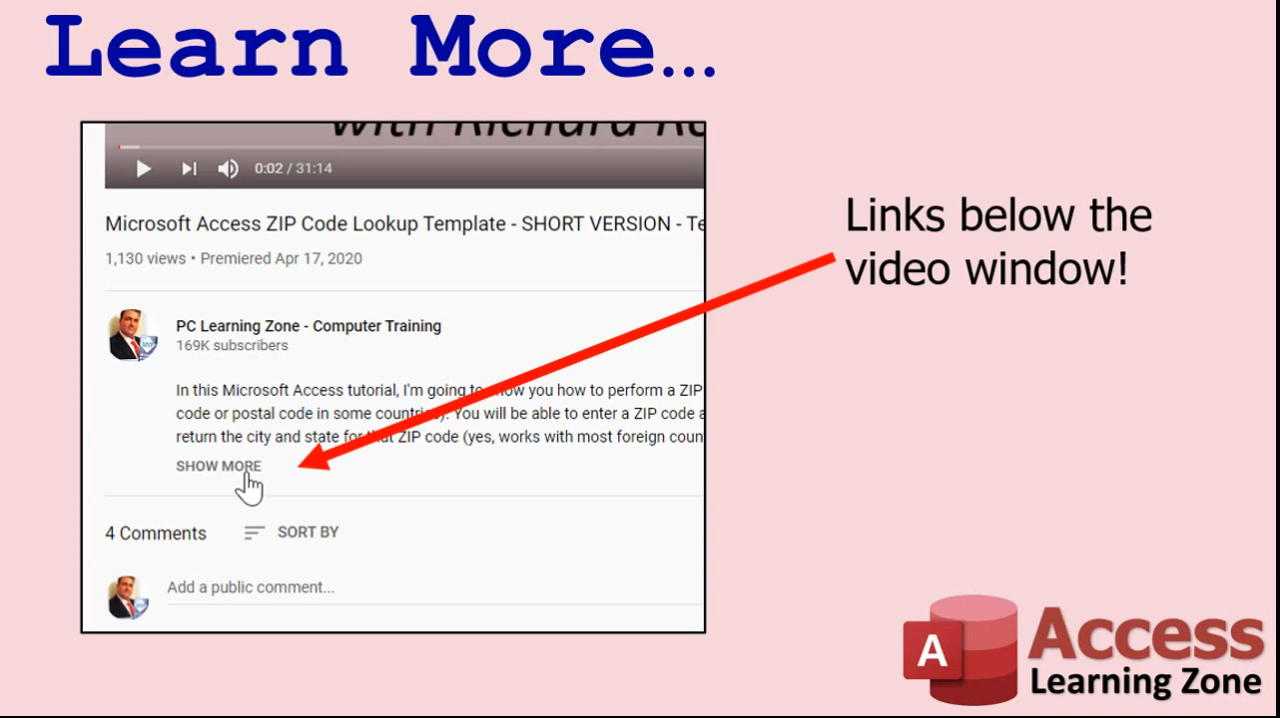 Learn More...
with Richard
0:02 / 31:14
Microsoft Access ZIP Code Lookup Template - SHORT VERSION - Te
1,130 views • Premiered Apr 17, 2020
Links below the
video window!
PC Learning Zone - Computer Training
169K subscribers
In this Microsoft Access tutorial, I'm going to show you how to perform a ZIP
code or postal code in some countries). You will be able to enter a ZIP code
return the city and state for that ZIP code (yes, works with most foreign coun
SHOW MORE
4 Comments
SORT BY
Add a public comment...
A
Access
Learning Zone